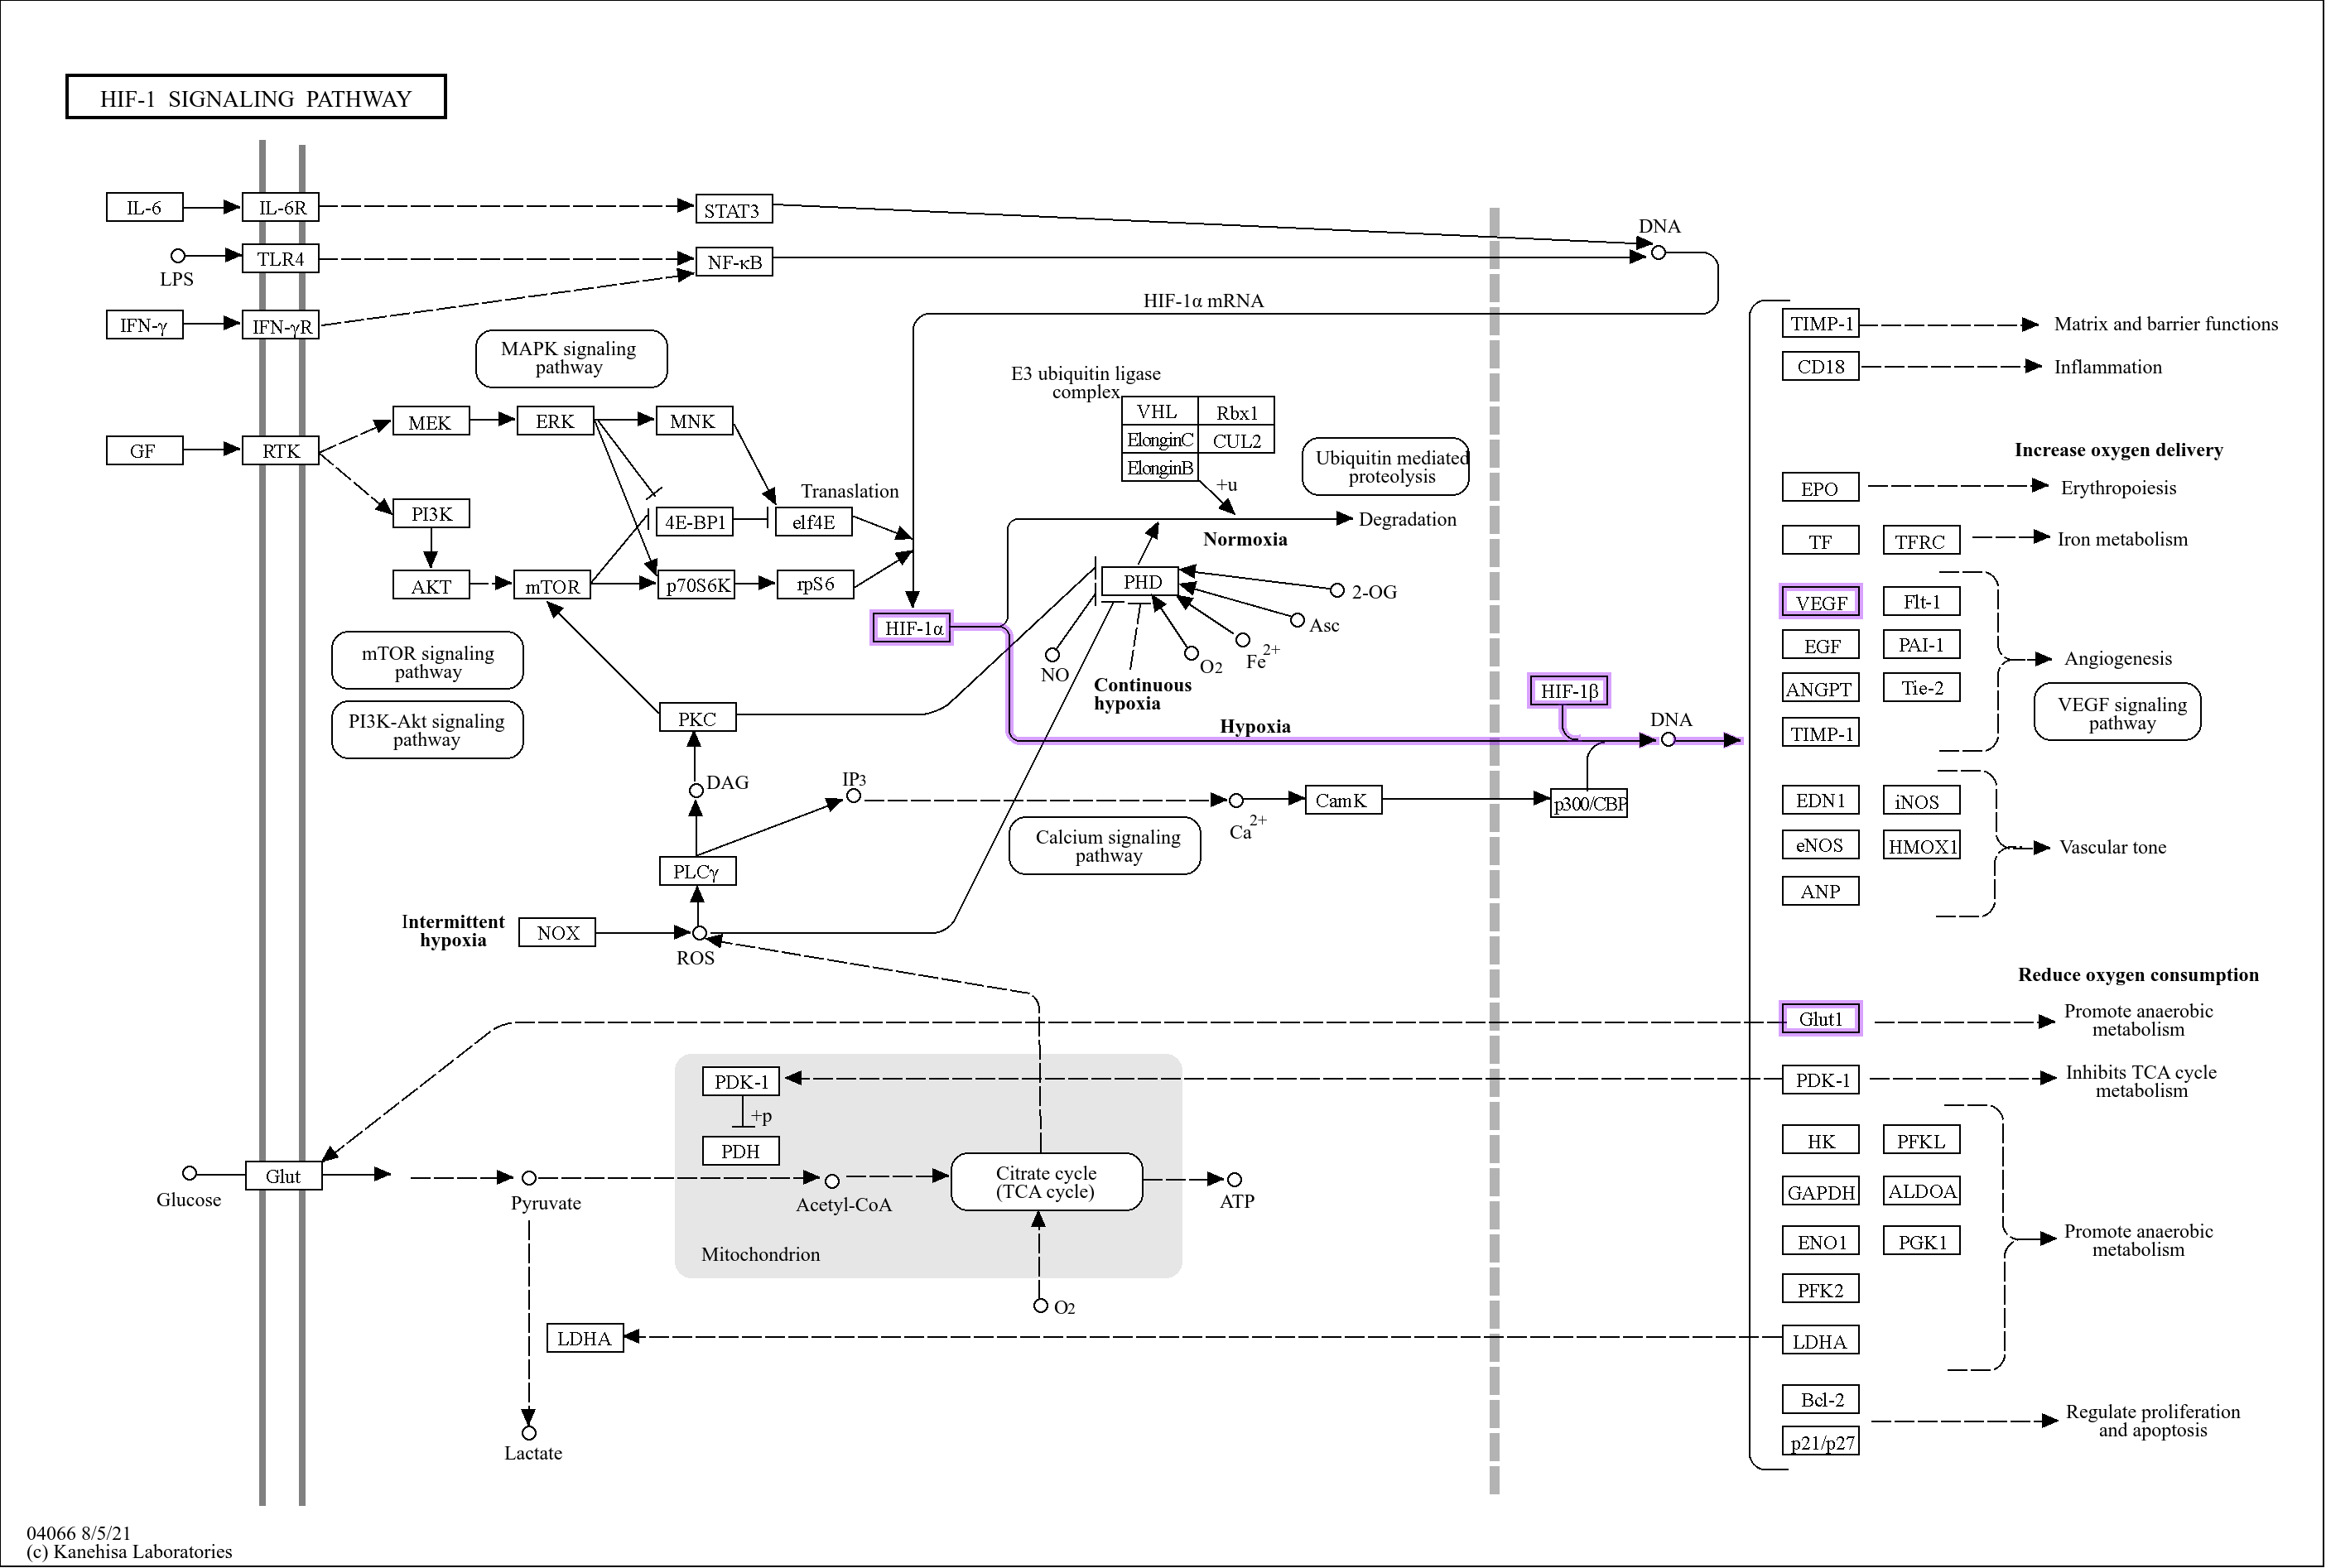 HIF-1 SIGNALING PATHWAY
IL-6
IL-6R
STAT3
DNA
LPS
TLR4
NF-κB
HIF-1α mRNA
IFN-γ
IFN-γR
MAPK signaling
pathway
GF
RTK
MEK
ERK
MNK
PI3K
AKT
mTOR
4E-BP1
p70S6K
Tranaslation
elf4E
rpS6
HIF-1α
E3 ubiquitin ligase
complex
VHL
Rbx1
ElonginC
CUL2
ElonginB
+u
Ubiquitin mediated
proteolysis
Degradation
Normoxia
PHD
2-OG
Asc
Fe2+
O2
NO
Continuous
hypoxia
Hypoxia
mTOR signaling
pathway
PI3K-Akt signaling
pathway
PKC
DAG
IP3
PLCγ
Ca2+
Calcium signaling
pathway
CamK
p300/CBP
HIF-1β
DNA
Intermittent
hypoxia
NOX
ROS
PDK-1
+p
PDH
Glucose
Glut
Pyruvate
Acetyl-CoA
Citrate cycle
(TCA cycle)
ATP
Mitochondrion
O2
LDHA
Lactate
TIMP-1
Matrix and barrier functions
CD18
Inflammation
Increase oxygen delivery
EPO
Erythropoiesis
TF
TFRC
Iron metabolism
VEGF
Flt-1
EGF
PAI-1
Angiogenesis
ANGPT
Tie-2
VEGF signaling
pathway
TIMP-1
EDN1
iNOS
eNOS
HMOX1
Vascular tone
ANP
Reduce oxygen consumption
Glut1
Promote anaerobic
metabolism
PDK-1
Inhibits TCA cycle
metabolism
HK
PFKL
GAPDH
ALDOA
ENO1
PGK1
Promote anaerobic
metabolism
PFK2
LDHA
Bcl-2
p21/p27
Regulate proliferation
and apoptosis
04066 8/5/21
(c) Kanehisa Laboratories